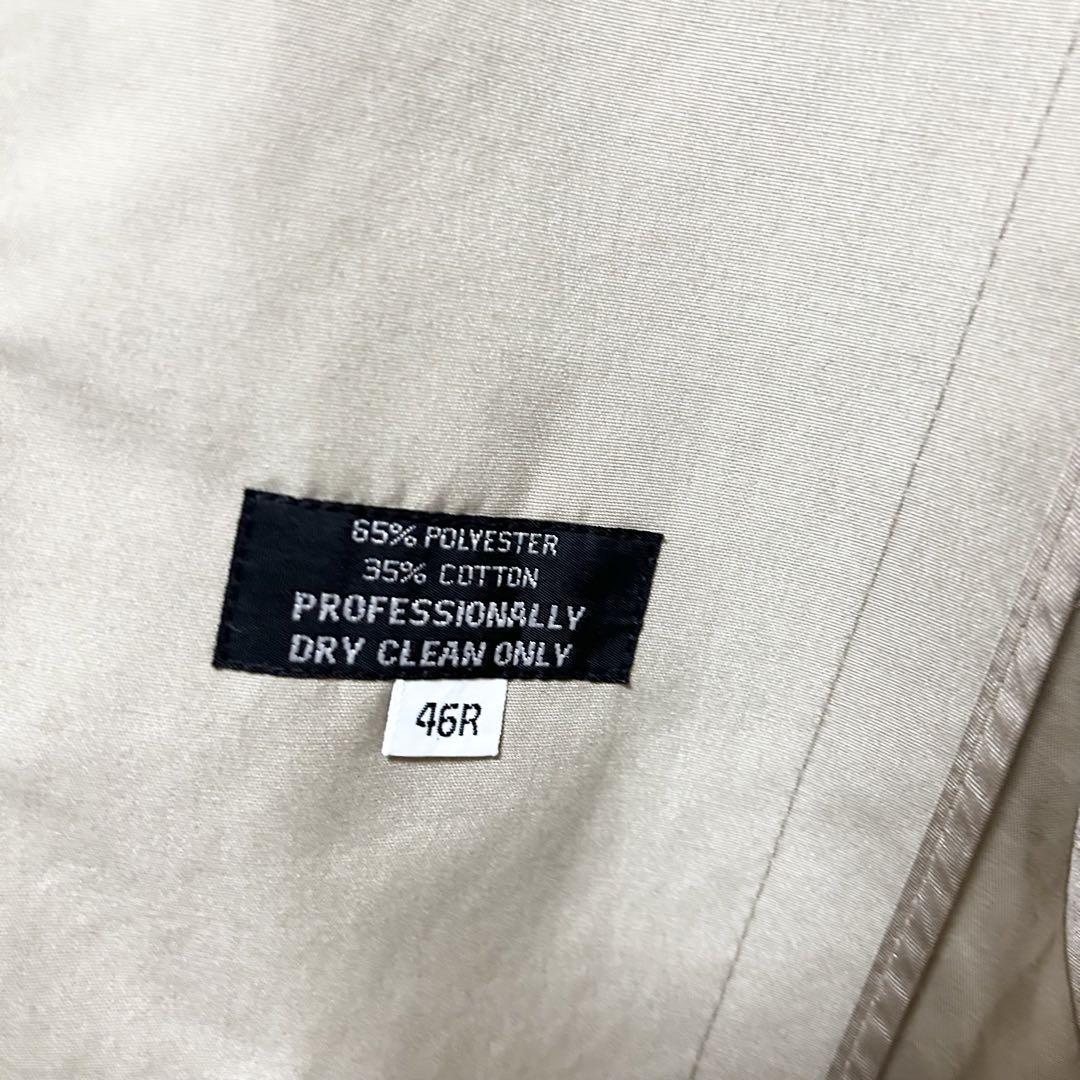 65% POLYESTER
35% COTTON
PROFESSIONALLY
DRY CLEAN ONLY
46R